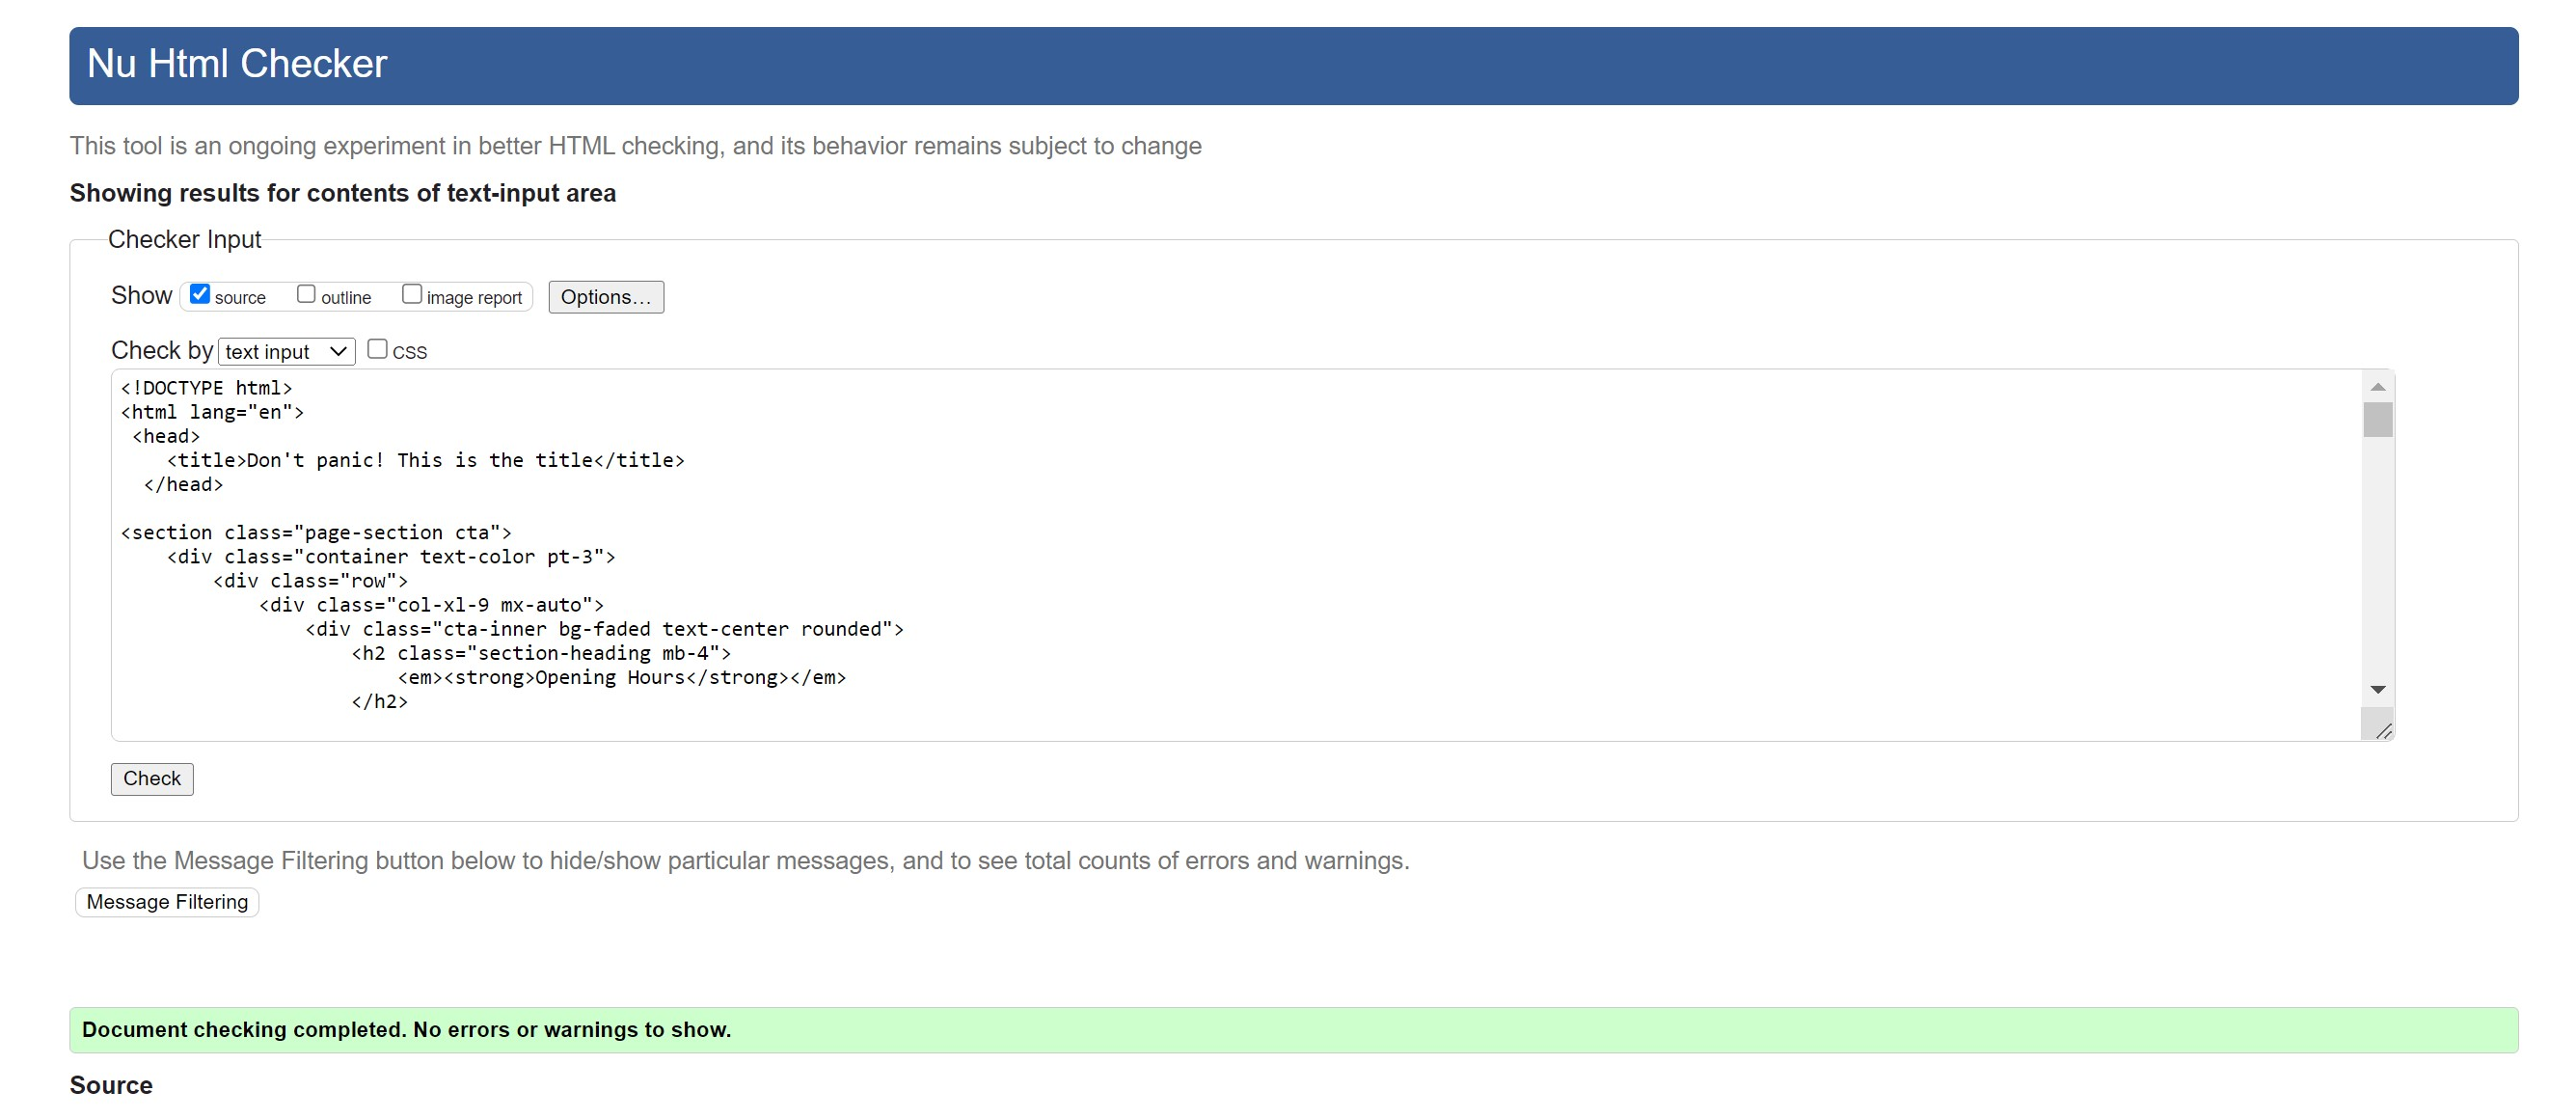 Nu Html Checker
This tool is an ongoing experiment in better HTML checking, and its behavior remains subject to change
Showing results for contents of text-input area
Checker Input
Show source outline image report Options...
Check by text input CSS
<!DOCTYPE html>
<html lang="en">
 <head>
    <title>Don't panic! This is the title</title>
  </head>

<section class="page-section cta">
    <div class="container text-color pt-3">
        <div class="row">
            <div class="col-xl-9 mx-auto">
                <div class="cta-inner bg-faded text-center rounded">
                    <h2 class="section-heading mb-4">
                        <em><strong>Opening Hours</strong></em>
                    </h2>
Check
Use the Message Filtering button below to hide/show particular messages, and to see total counts of errors and warnings.
Message Filtering
Document checking completed. No errors or warnings to show.
Source